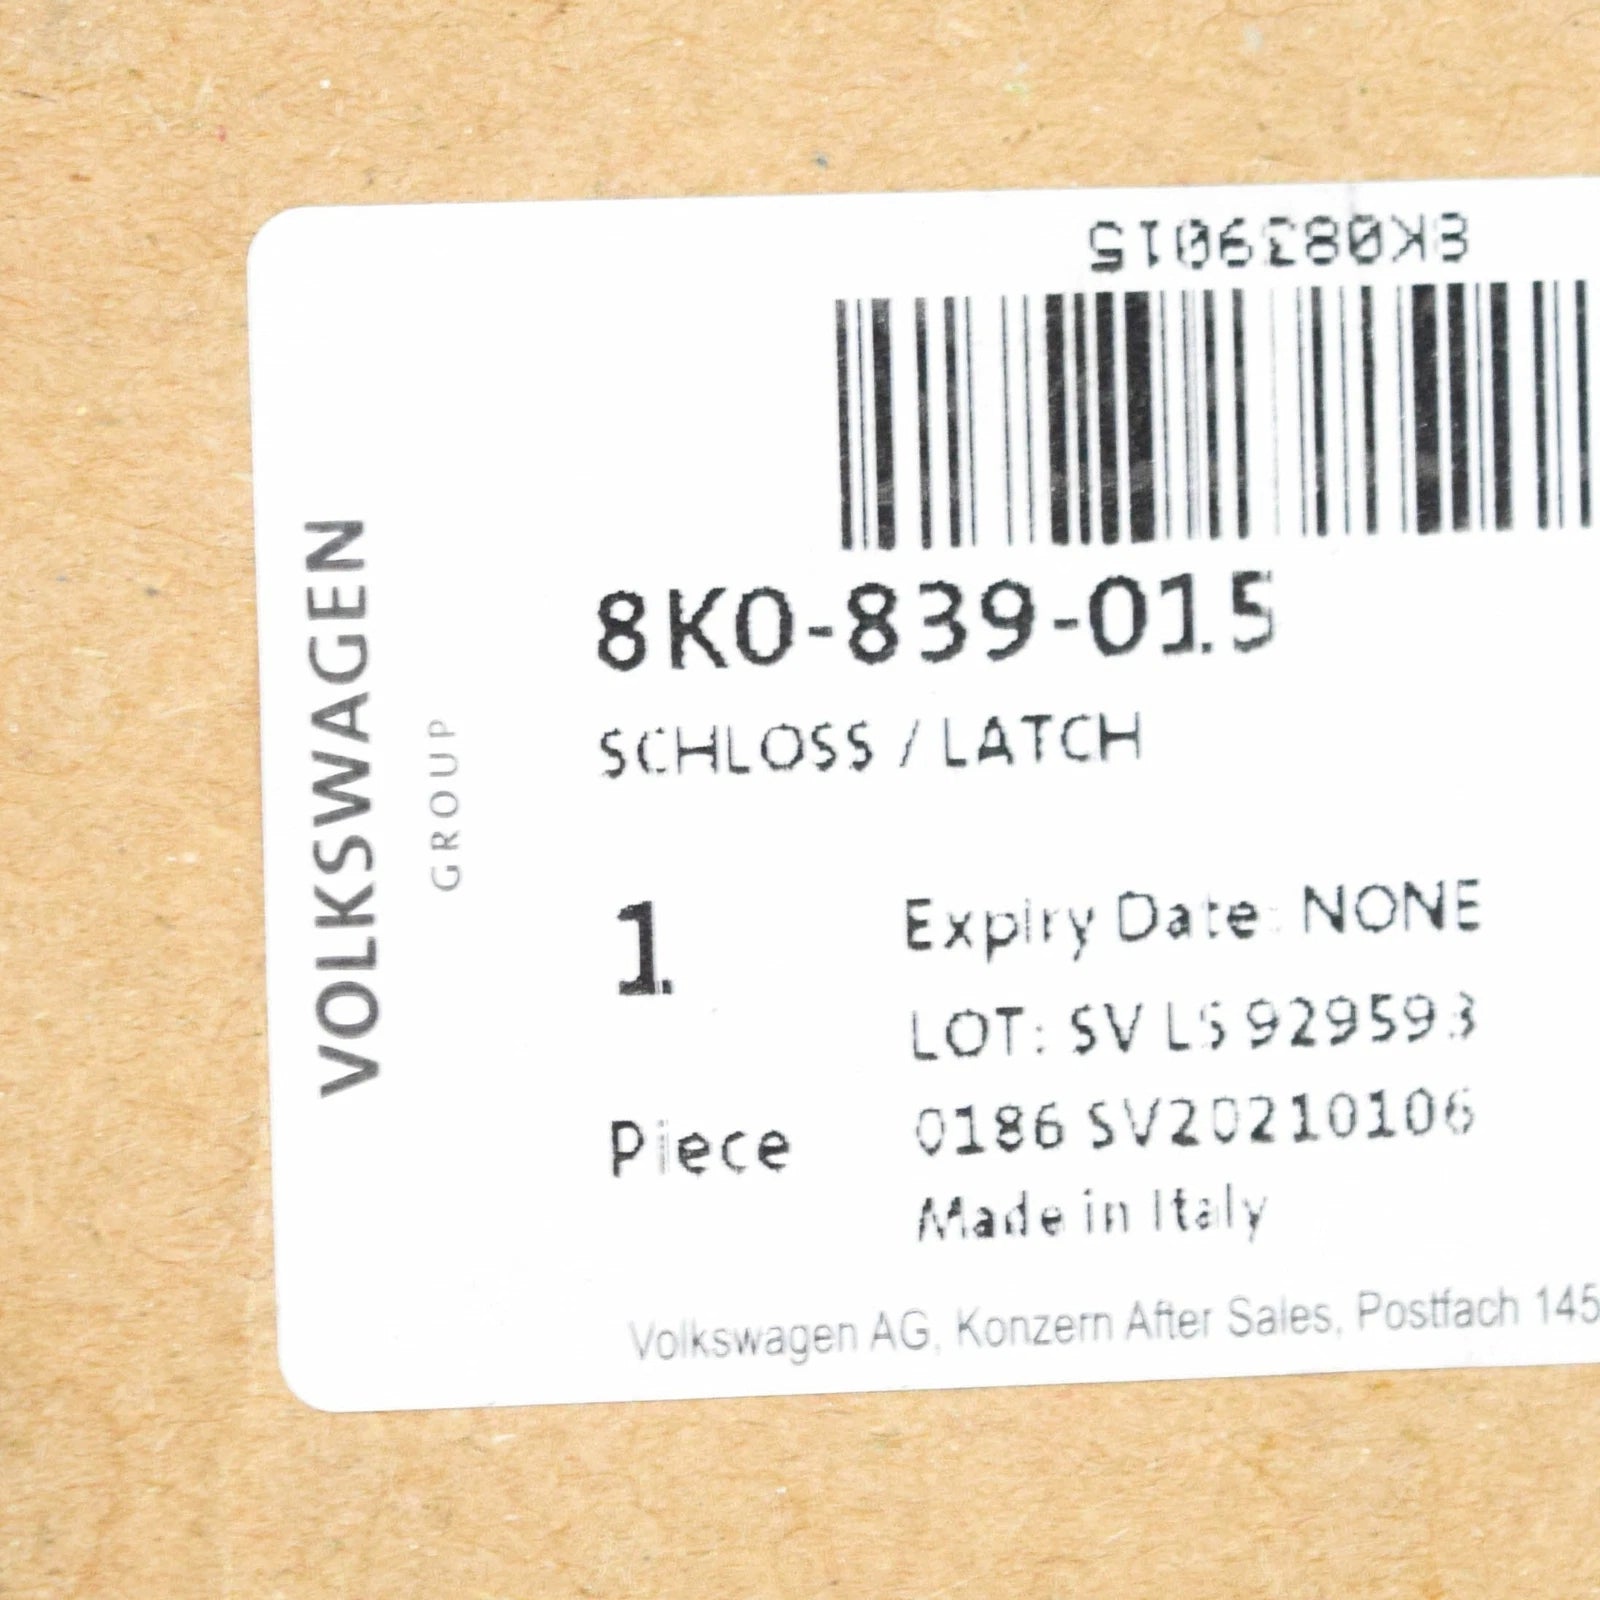 8K0839015
VOLKSWAGEN
GROUP
8K0-839-015
SCHLOSS / LATCH
1
Piece
Expiry Date: NONE
LOT: SV LS 929593
0186 SV20210106
Made in Italy
Volkswagen AG, Konzern After Sales, Postfach 145